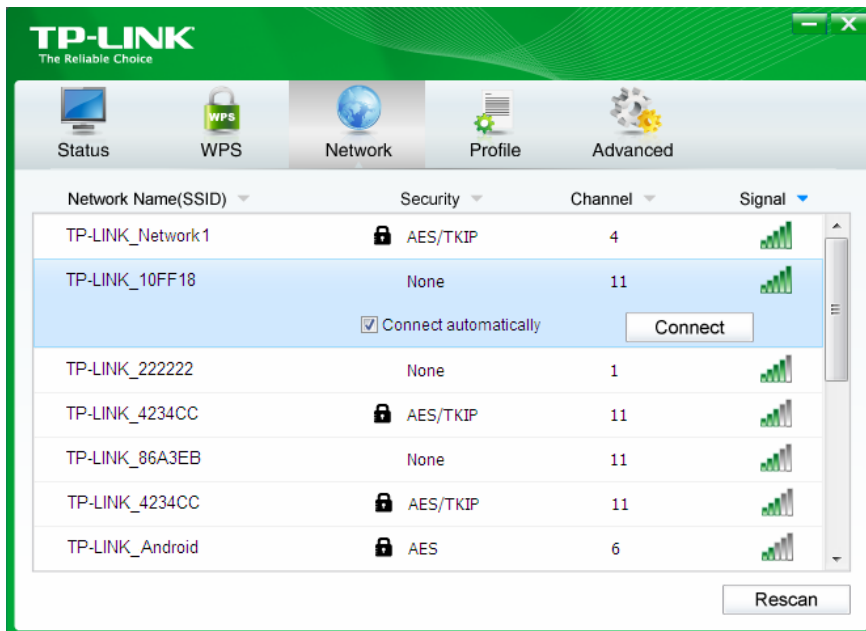 TP-LINK
The Reliable Choice
Status WPS WPS Network Profile Advanced
Network Name(SSID) Security Channel Signal
TP-LINK_Network1 AES/TKIP 4
TP-LINK_10FF18 None 11
Connect automatically Connect
TP-LINK_222222 None 1
TP-LINK_4234CC AES/TKIP 11
TP-LINK_86A3EB None 11
TP-LINK_4234CC AES/TKIP 11
TP-LINK_Android AES 6
Rescan